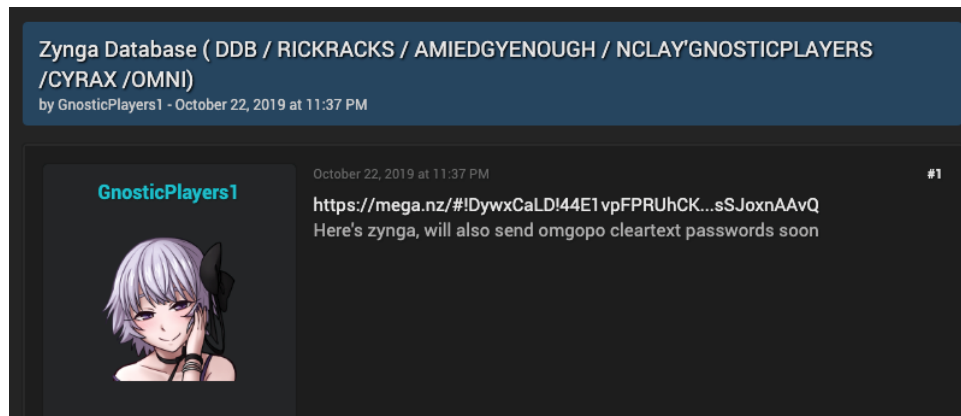 Zynga Database ( DDB / RICKRACKS / AMIEDGYENOUGH / NCLAY'GNOSTICPLAYERS
/CYRAX /OMNI)
by GnosticPlayers1 - October 22, 2019 at 11:37 PM
GnosticPlayers1
October 22, 2019 at 11:37 PM
#1
https://mega.nz/#!DywxCaLD!44E1vpFPRUhCK...sSJoxnAAvQ
Here's zynga, will also send omgopo cleartext passwords soon